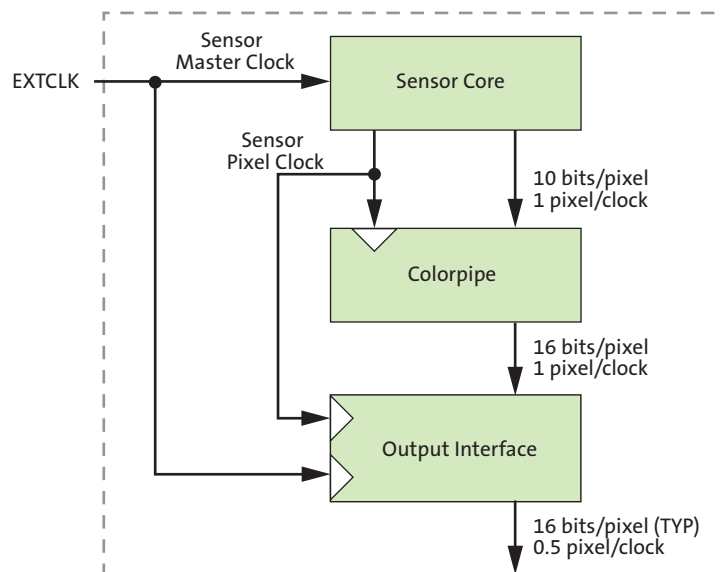 Sensor
Master Clock
EXTCLK
Sensor Core
Sensor
Pixel Clock
10 bits/pixel
1 pixel/clock
Colorpipe
16 bits/pixel
1 pixel/clock
Output Interface
16 bits/pixel (TYP)
0.5 pixel/clock